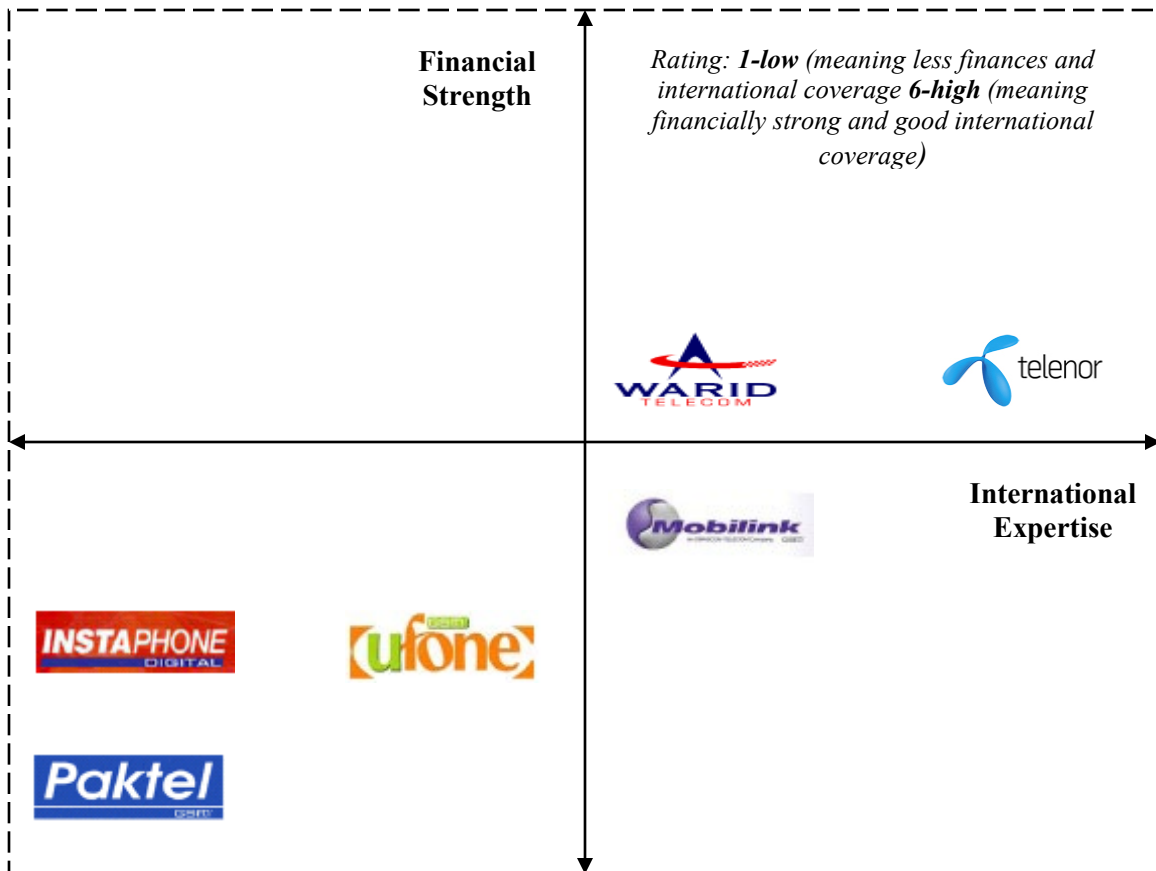 Financial
Strength
Rating: 1-low (meaning less finances and
international coverage 6-high (meaning
financially strong and good international
coverage)
WARID
TELECOM
telenor
International
Expertise
Mobilink
GSM
INSTAPHONE
DIGITAL
GSM
ufone
Paktel
GSM